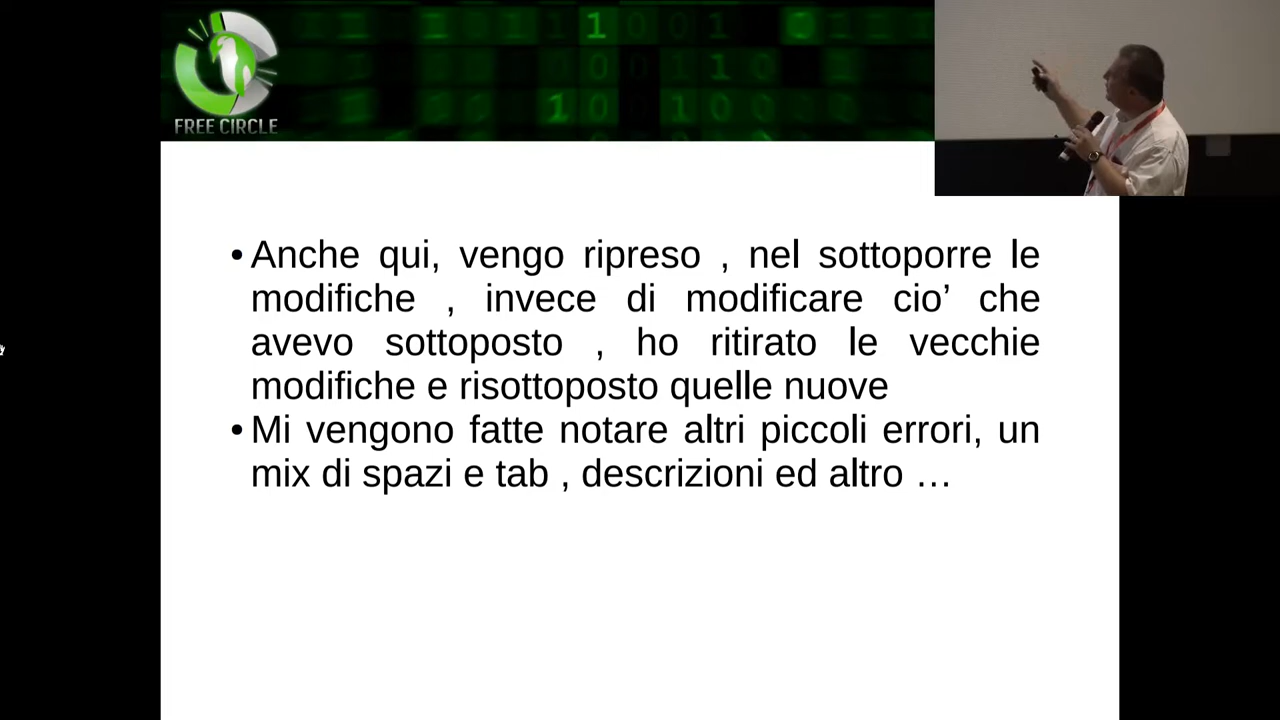 FREE CIRCLE
•Anche qui, vengo ripreso , nel sottoporre le
modifiche , invece di modificare cio’ che
avevo sottoposto , ho ritirato le vecchie
modifiche e risottoposto quelle nuove
•Mi vengono fatte notare altri piccoli errori, un
mix di spazi e tab , descrizioni ed altro …